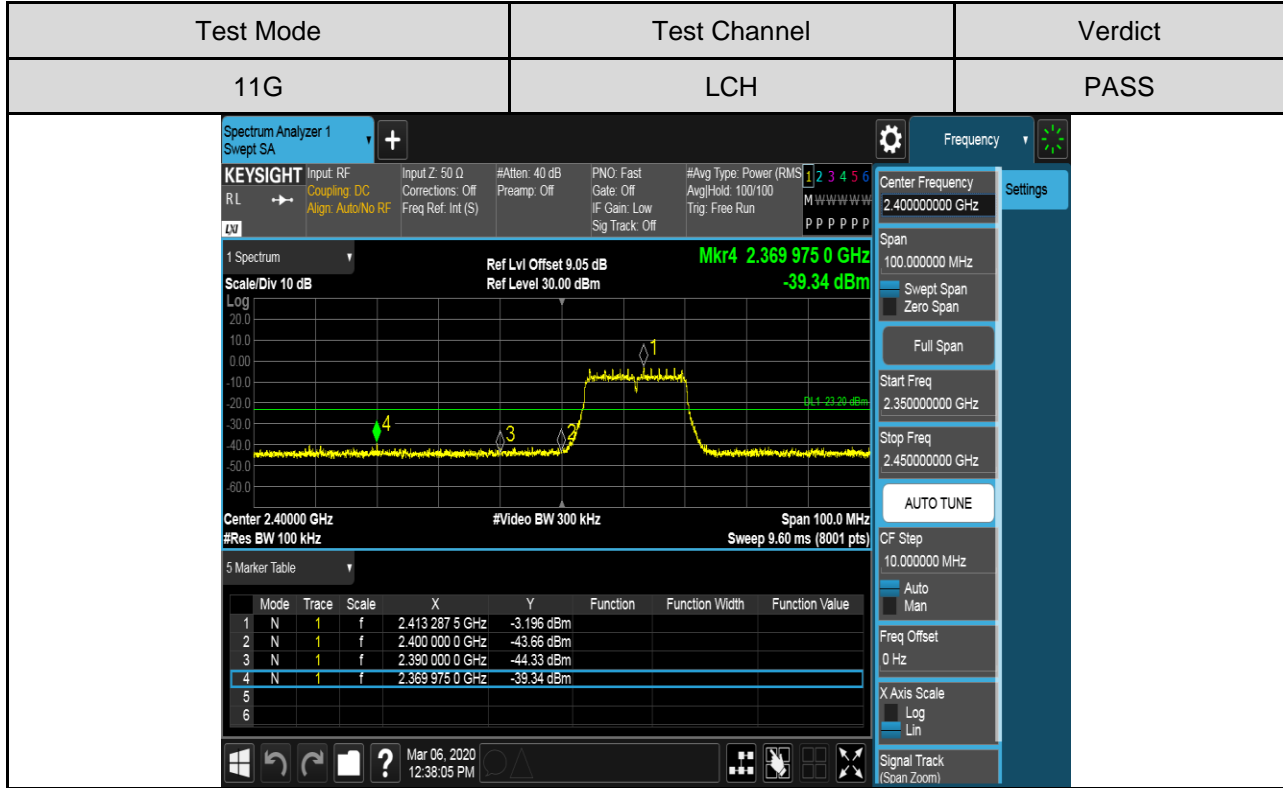 Test Mode Test Channel Verdict
11G LCH PASS
Spectrum Analyzer 1
Swept SA
+
Frequency
KEYSIGHT
RL
LXI
Input: RF
Coupling: DC
Align: Auto/No RF
Input Z: 50 Ω
Corrections: Off
Freq Ref: Int (S)
#Atten: 40 dB
Preamp: Off
PNO: Fast
Gate: Off
IF Gain: Low
Sig Track: Off
#Avg Type: Power (RMS
Avg|Hold: 100/100
Trig: Free Run
1 2 3 4 5 6
M W W W W W
P P P P P P
1 Spectrum
Scale/Div 10 dB
Ref Lvl Offset 9.05 dB
Ref Level 30.00 dBm
Mkr4 2.369 975 0 GHz
-39.34 dBm
Log
20.0
10.0
0.00
-10.0
-20.0
-30.0
-40.0
-50.0
-60.0
1
DL1 -23.20 dBm
4
3
2
Center 2.40000 GHz #Video BW 300 kHz Span 100.0 MHz
#Res BW 100 kHz Sweep 9.60 ms (8001 pts)
5 Marker Table
Mode Trace Scale X Y Function Function Width Function Value
1 N 1 f 2.413 287 5 GHz -3.196 dBm
2 N 1 f 2.400 000 0 GHz -43.66 dBm
3 N 1 f 2.390 000 0 GHz -44.33 dBm
4 N 1 f 2.369 975 0 GHz -39.34 dBm
5
6
?
Mar 06, 2020
12:38:05 PM
Settings
Center Frequency
2.400000000 GHz
Span
100.000000 MHz
Swept Span
Zero Span
Full Span
Start Freq
2.350000000 GHz
Stop Freq
2.450000000 GHz
AUTO TUNE
CF Step
10.000000 MHz
Auto
Man
Freq Offset
0 Hz
X Axis Scale
Log
Lin
Signal Track
(Span Zoom)